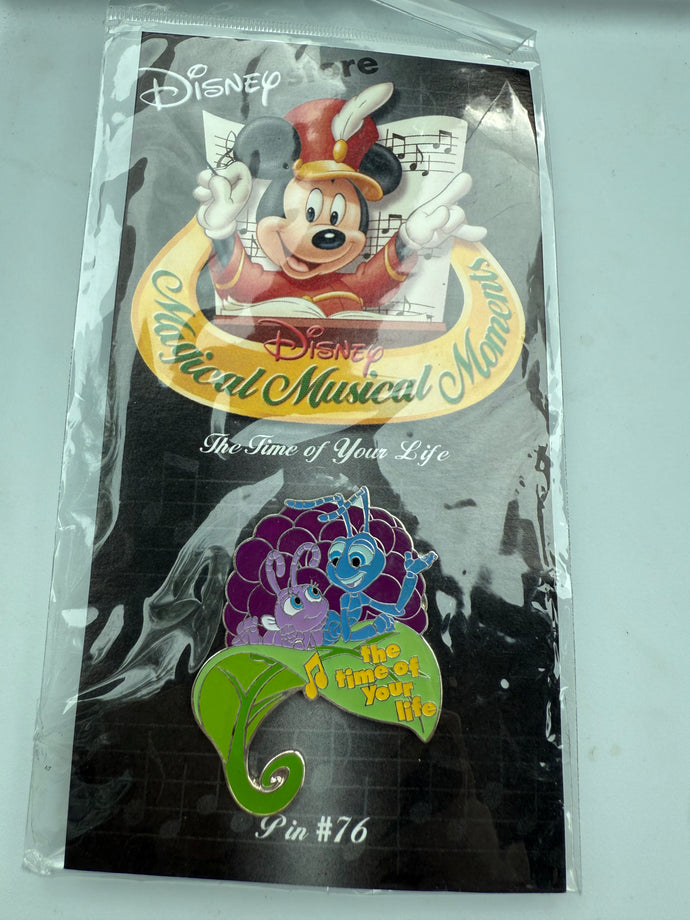 Disney Store
Disney
Magical Musical Moments
The Time of Your Life
the
time of
your
life
Pin #76